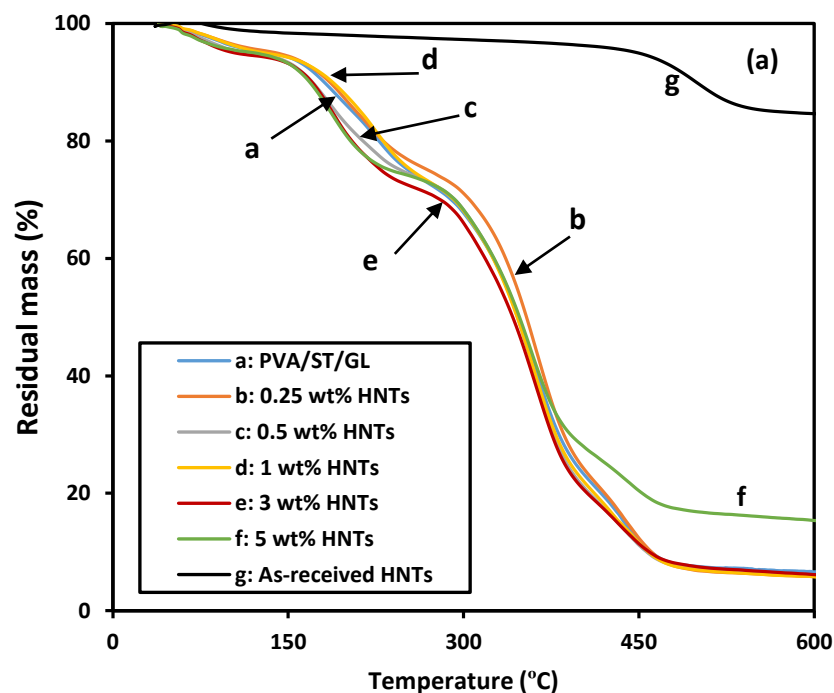 100
80
60
40
20
0
Residual mass (%)
(a)
d
g
c
a
b
e
a: PVA/ST/GL
b: 0.25 wt% HNTs
c: 0.5 wt% HNTs
d: 1 wt% HNTs
e: 3 wt% HNTs
f: 5 wt% HNTs
g: As-received HNTs
f
0 150 300 450 600
Temperature (ºC)